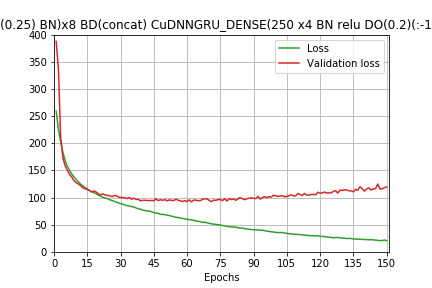 (0.25) BN)x8 BD(concat) CuDNNGRU_DENSE(250 x4 BN relu DO(0.2)(:-1
400
350
300
250
200
150
100
50
0
Loss
Validation loss
0 15 30 45 60 75 90 105 120 135 150
Epochs